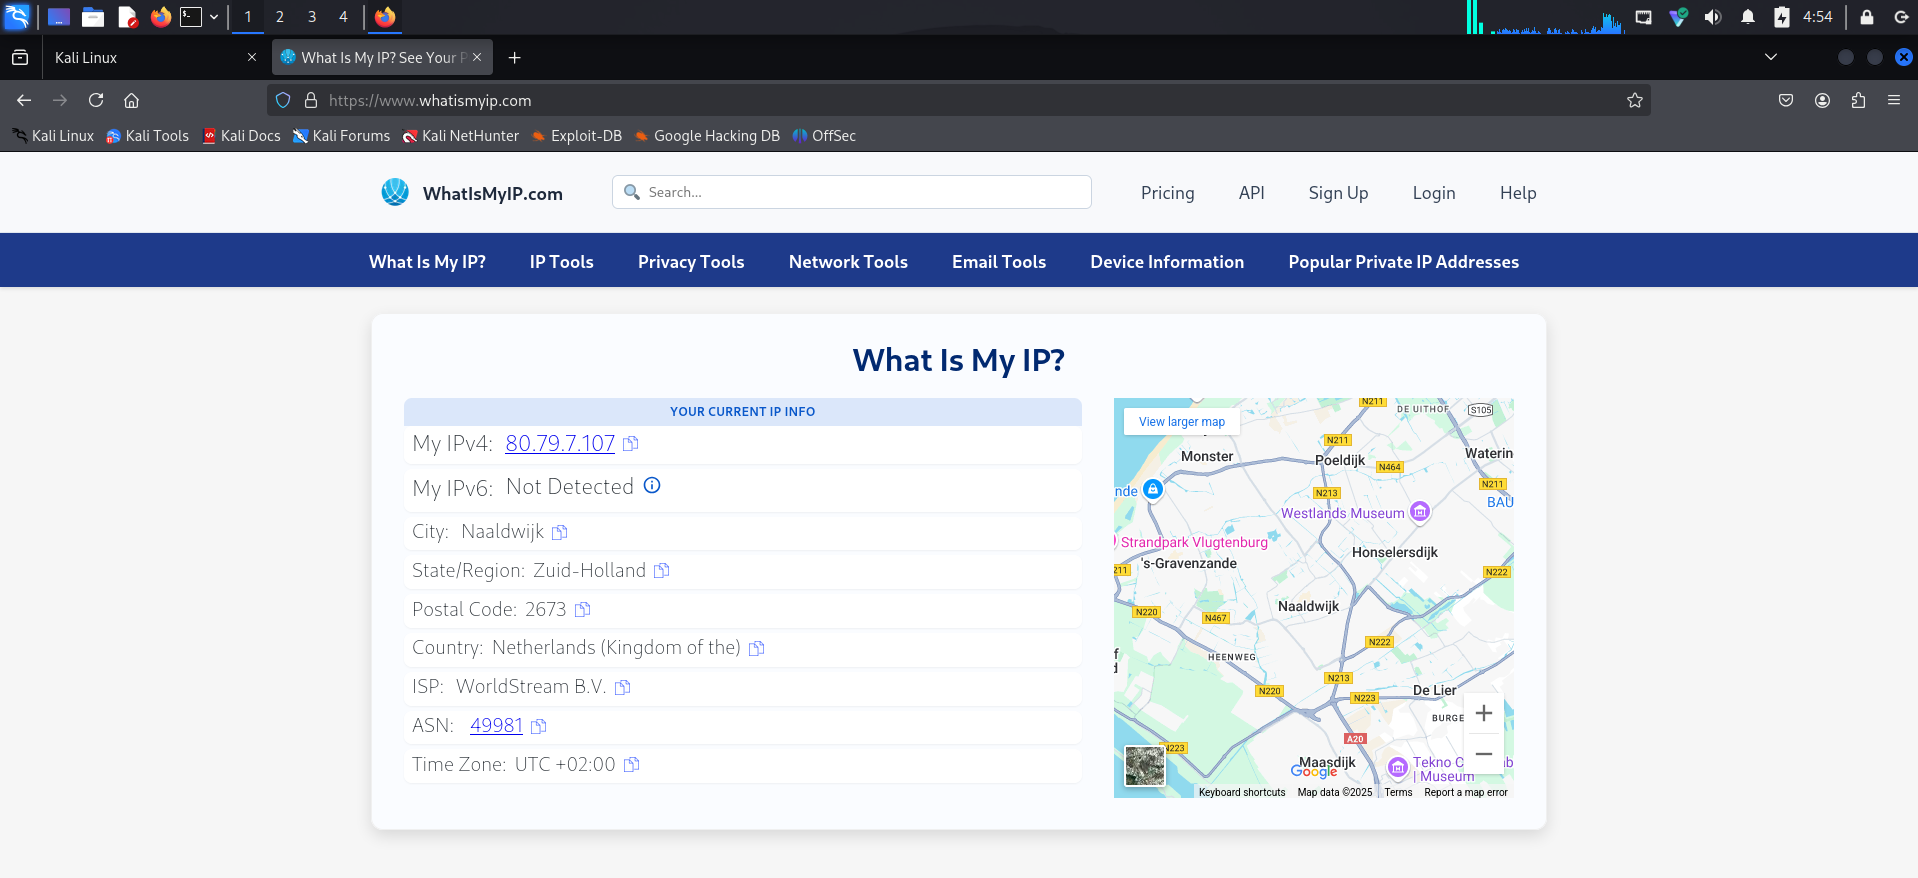 1 2 3 4
4:54
Kali Linux
What Is My IP? See Your P
https://www.whatismyip.com
Kali Linux Kali Tools Kali Docs Kali Forums Kali NetHunter Exploit-DB Google Hacking DB OffSec
WhatIsMyIP.com
Search...
Pricing API Sign Up Login Help
What Is My IP? IP Tools Privacy Tools Network Tools Email Tools Device Information Popular Private IP Addresses
What Is My IP?
YOUR CURRENT IP INFO
My IPv4: 80.79.7.107
My IPv6: Not Detected
City: Naaldwijk
State/Region: Zuid-Holland
Postal Code: 2673
Country: Netherlands (Kingdom of the)
ISP: WorldStream B.V.
ASN: 49981
Time Zone: UTC +02:00
View larger map
N211
DE UITHOF
S105
N211
Monster
Poeldijk
Waterin
N464
nde
N213
N211
BAU
Westlands Museum
Strandpark Vlugtenburg
Honselersdijk
's-Gravenzande
211
N222
N220
N467
Naaldwijk
N222
HEENWEG
N213
N220
N223
De Lier
BURGE
A20
N223
Maasdijk
Google
Tekno C
b
| Museum
Keyboard shortcuts Map data ©2025 Terms Report a map error